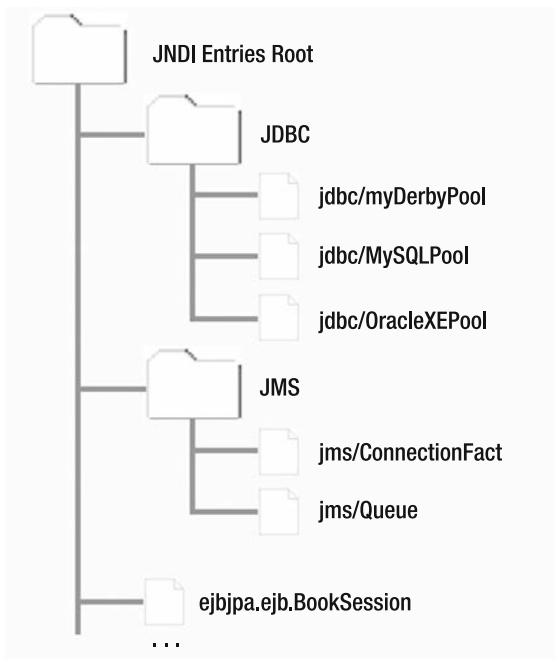 JNDI Entries Root
JDBC
jdbc/myDerbyPool
jdbc/MySQLPool
jdbc/OracleXEPool
JMS
jms/ConnectionFact
jms/Queue
ejbjpa.ejb.BookSession
...